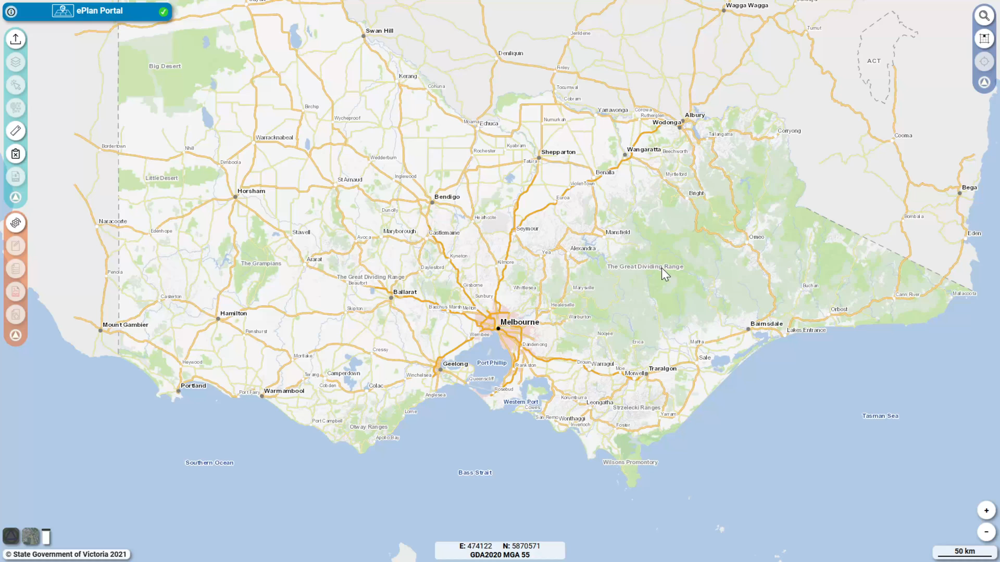 ePlan Portal
Wagga Wagga
Swan Hill
Tumut
Jerilderie
Deniliquin
ACT
Big Desert
Finley
Kerang
Cohuna
Tocumwal
Cobram
Birchip
Yarrawonga
Corowa
Rutherglen
Albury
Wycheproof
Numurkah
Moama
Echuca
Wodonga
Corryong
Tallangatta
Cooma
Warracknabeal
Bordertown
Nhill
Kyabram
Rochester
Shepparton
Wangaratta
Beechworth
Wedderburn
Dimboola
Tatura
Little Desert
St Arnaud
Inglewood
Benalla
Myrtleford
Violet Town
Bega
Horsham
Bendigo
Euroa
Bright
Dunolly
Heathcote
Bombala
Naracoorte
Edenhope
Stawell
Maryborough
Castlemaine
Seymour
Mansfield
Eden
Avoca
Omeo
Alexandra
Yea
Kyneton
Ararat
The Grampians
Kilmore
Daylesford
The Great Dividing Range
Penola
The Great Dividing Range
Beaufort
Gisborne
Whittlesea
Marysville
Buchan
Ballarat
Casterton
Sunbury
Cann River
Mallacoota
Skipton
Bacchus Marsh
Melton
Healesville
Orbost
Hamilton
Warburton
Mount Gambier
Melbourne
Bairnsdale
Lakes Entrance
Penshurst
Werribee
Noojee
Erica
Maffra
Dandenong
Cressy
Mortlake
Sale
Heywood
Geelong
Port Phillip
Frankston
Drouin
Warragul
Moe
Morwell
Traralgon
Terang
Camperdown
Winchelsea
Queenscliff
Portland
Port Fairy
Warrnambool
Cobden
Colac
Rosebud
Anglesea
Western Port
Cowes
Korumburra
Leongatha
Strzelecki Ranges
Lorne
Yarram
San Remo
Wonthaggi
Inverloch
Foster
Port Campbell
Otway Ranges
Apollo Bay
Tasman Sea
Southern Ocean
Wilsons Promontory
Bass Strait
+
-
E: 474122 N: 5870571
GDA2020 MGA 55
© State Government of Victoria 2021
50 km